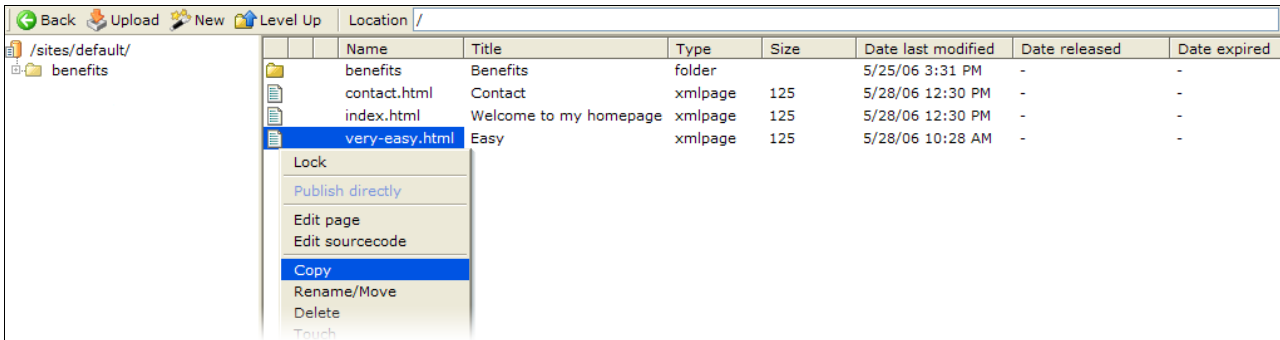 Back Upload New Level Up Location /
/sites/default/
benefits
Name Title Type Size Date last modified Date released Date expired
benefits Benefits folder 5/25/06 3:31 PM - -
contact.html Contact xmlpage 125 5/28/06 12:30 PM - -
index.html Welcome to my homepage xmlpage 125 5/28/06 12:30 PM - -
very-easy.html Easy xmlpage 125 5/28/06 10:28 AM - -
Lock
Publish directly
Edit page
Edit sourcecode
Copy
Rename/Move
Delete
Touch